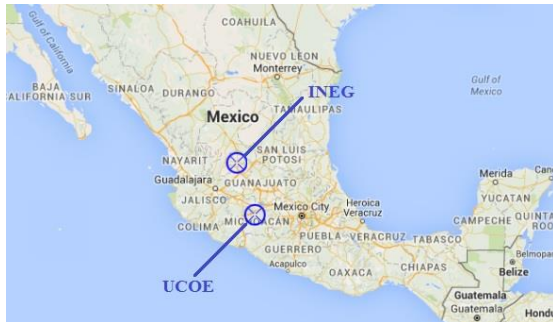 COAHUILA
Gulf of
California
NUEVO LEON
Monterrey
BAJA
CALIFORNIA SUR
SINALOA
DURANGO
INEG
TAMAULIPAS
Gulf of
Mexico
Mexico
SAN LUIS
POTOSI
NAYARIT
Guadalajara
GUANAJUATO
JALISCO
Mexico City
Heroica
Veracruz
Merida
YUCATAN
COLIMA
MICHOACAN
CAMPECHE
PUEBLA
VERACRUZ
TABASCO
GUERRERO
Acapulco
OAXACA
CHIAPAS
Belmopan
Belize
UCOE
Guatemala
Guatemala